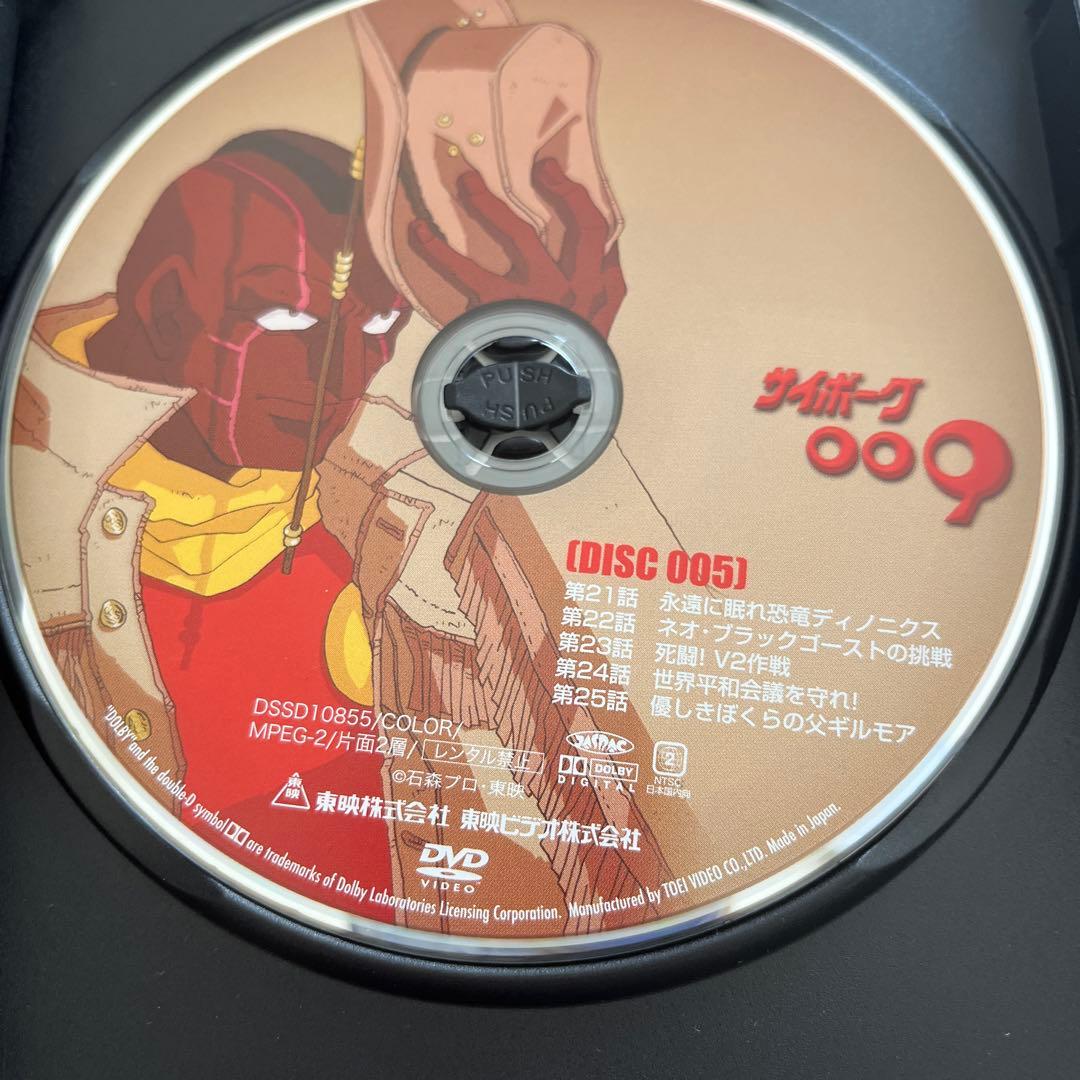 PUSH
PUSH
サイボーグ
009
(DISC 005)
第21話 永遠に眠れ恐竜ディノニクス
第22話 ネオ・ブラックゴーストの挑戦
第23話 死闘! V2作戦
第24話 世界平和会議を守れ!
第25話 優しきぼくらの父ギルモア
DSSD10855/COLOR/
MPEG-2/片面2層/ レンタル禁止
©石森プロ・東映
JASRAC
DOLBY
DIGITAL
2
NTSC
日本国内向
東映
東映株式会社 東映ビデオ株式会社
DVD
VIDEO
"DOLBY" and the double-D symbol are trademarks of Dolby Laboratories Licensing Corporation. Manufactured by TOEI VIDEO CO.,LTD. Made in Japan.